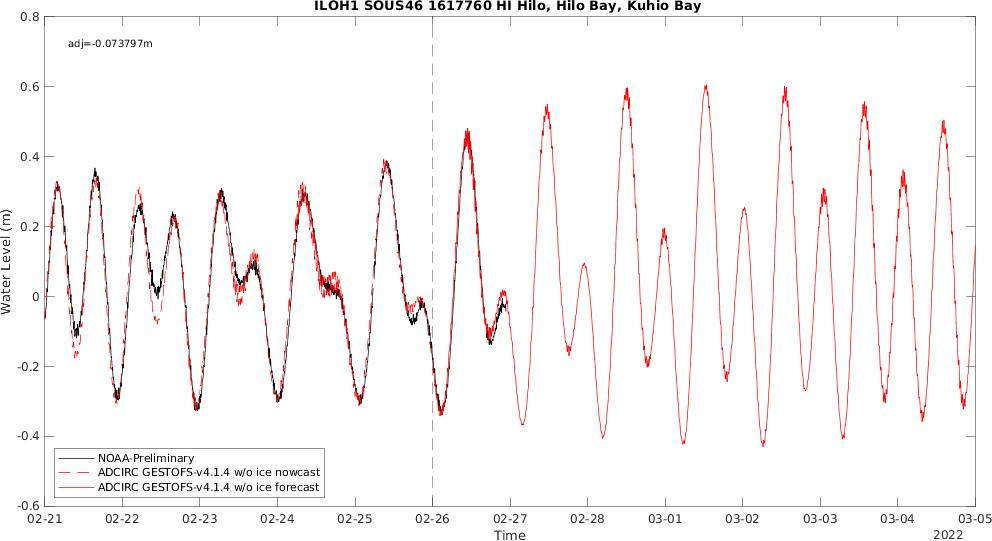 ILOH1 SOUS46 1617760 HI Hilo, Hilo Bay, Kuhio Bay
adj=-0.073797m
0.8
0.6
0.4
0.2
0
-0.2
-0.4
-0.6
Water Level (m)
NOAA-Preliminary
ADCIRC GESTOFS-v4.1.4 w/o ice nowcast
ADCIRC GESTOFS-v4.1.4 w/o ice forecast
02-21 02-22 02-23 02-24 02-25 02-26 02-27 02-28 03-01 03-02 03-03 03-04 03-05
Time
2022